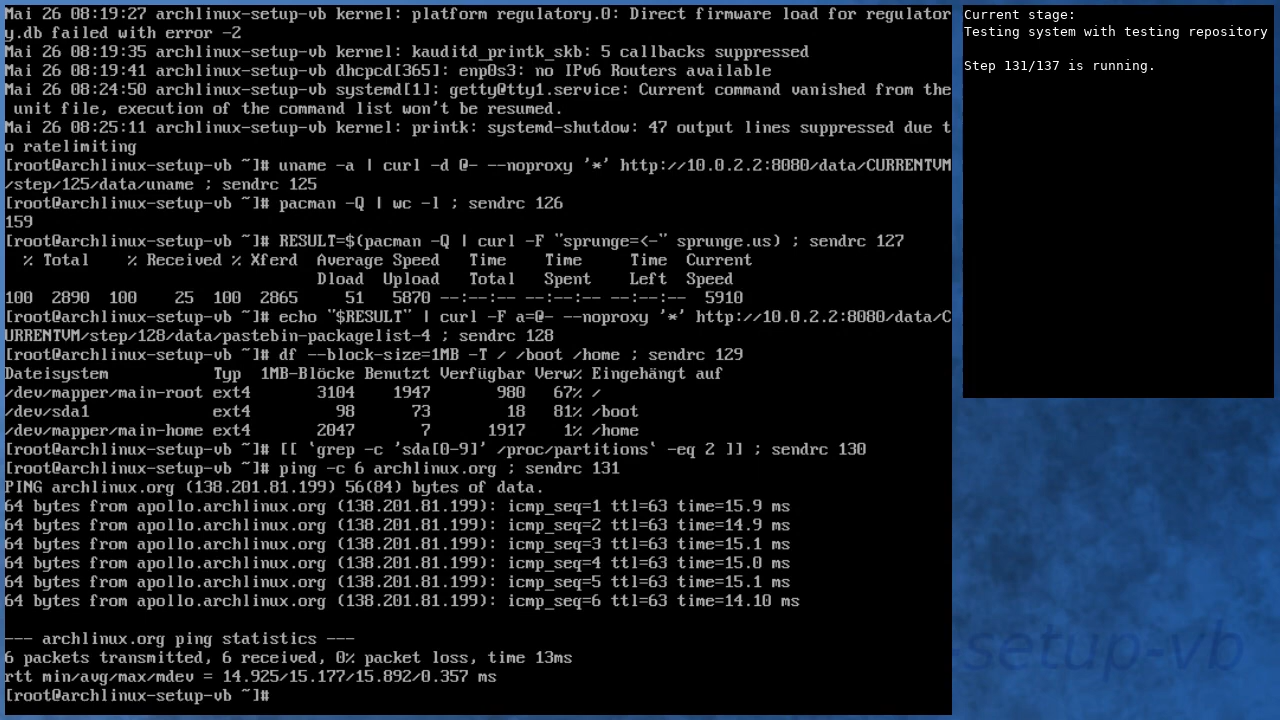 Mai 26 08:19:27 archlinux-setup-vb kernel: platform regulatory.0: Direct firmware load for regulator
y.db failed with error -2
Mai 26 08:19:35 archlinux-setup-vb kernel: kauditd_printk_skb: 5 callbacks suppressed
Mai 26 08:19:41 archlinux-setup-vb dhcpcd[365]: enp0s3: no IPv6 Routers available
Mai 26 08:24:50 archlinux-setup-vb systemd[1]: getty@tty1.service: Current command vanished from the
 unit file, execution of the command list won't be resumed.
Mai 26 08:25:11 archlinux-setup-vb kernel: printk: systemd-shutdow: 47 output lines suppressed due t
o ratelimiting
[root@archlinux-setup-vb ~]# uname -a | curl -d @- --noproxy '*' http://10.0.2.2:8080/data/CURRENTVM
/step/125/data/uname ; sendrc 125
[root@archlinux-setup-vb ~]# pacman -Q | wc -l ; sendrc 126
159
[root@archlinux-setup-vb ~]# RESULT=$(pacman -Q | curl -F "sprunge=<-" sprunge.us) ; sendrc 127
  % Total    % Received % Xferd  Average Speed   Time    Time     Time  Current
                                 Dload  Upload   Total   Spent    Left  Speed
100  2890  100    25  100  2865     51   5870 --:--:-- --:--:-- --:--:--  5910
[root@archlinux-setup-vb ~]# echo "$RESULT" | curl -F a=@- --noproxy '*' http://10.0.2.2:8080/data/C
URRENTVM/step/128/data/pastebin-packagelist-4 ; sendrc 128
[root@archlinux-setup-vb ~]# df --block-size=1MB -T / /boot /home ; sendrc 129
Dateisystem           Typ  1MB-Blöcke Benutzt Verfügbar Verw% Eingehängt auf
/dev/mapper/main-root ext4       3104    1947       980   67% /
/dev/sda1             ext4         98      73        18   81% /boot
/dev/mapper/main-home ext4       2047       7      1917    1% /home
[root@archlinux-setup-vb ~]# [[ `grep -c 'sda[0-9]' /proc/partitions` -eq 2 ]] ; sendrc 130
[root@archlinux-setup-vb ~]# ping -c 6 archlinux.org ; sendrc 131
PING archlinux.org (138.201.81.199) 56(84) bytes of data.
64 bytes from apollo.archlinux.org (138.201.81.199): icmp_seq=1 ttl=63 time=15.9 ms
64 bytes from apollo.archlinux.org (138.201.81.199): icmp_seq=2 ttl=63 time=14.9 ms
64 bytes from apollo.archlinux.org (138.201.81.199): icmp_seq=3 ttl=63 time=15.1 ms
64 bytes from apollo.archlinux.org (138.201.81.199): icmp_seq=4 ttl=63 time=15.0 ms
64 bytes from apollo.archlinux.org (138.201.81.199): icmp_seq=5 ttl=63 time=15.1 ms
64 bytes from apollo.archlinux.org (138.201.81.199): icmp_seq=6 ttl=63 time=14.10 ms

--- archlinux.org ping statistics ---
6 packets transmitted, 6 received, 0% packet loss, time 13ms
rtt min/avg/max/mdev = 14.925/15.177/15.892/0.357 ms
[root@archlinux-setup-vb ~]#
Current stage:
Testing system with testing repository
Step 131/137 is running.
-setup-vb